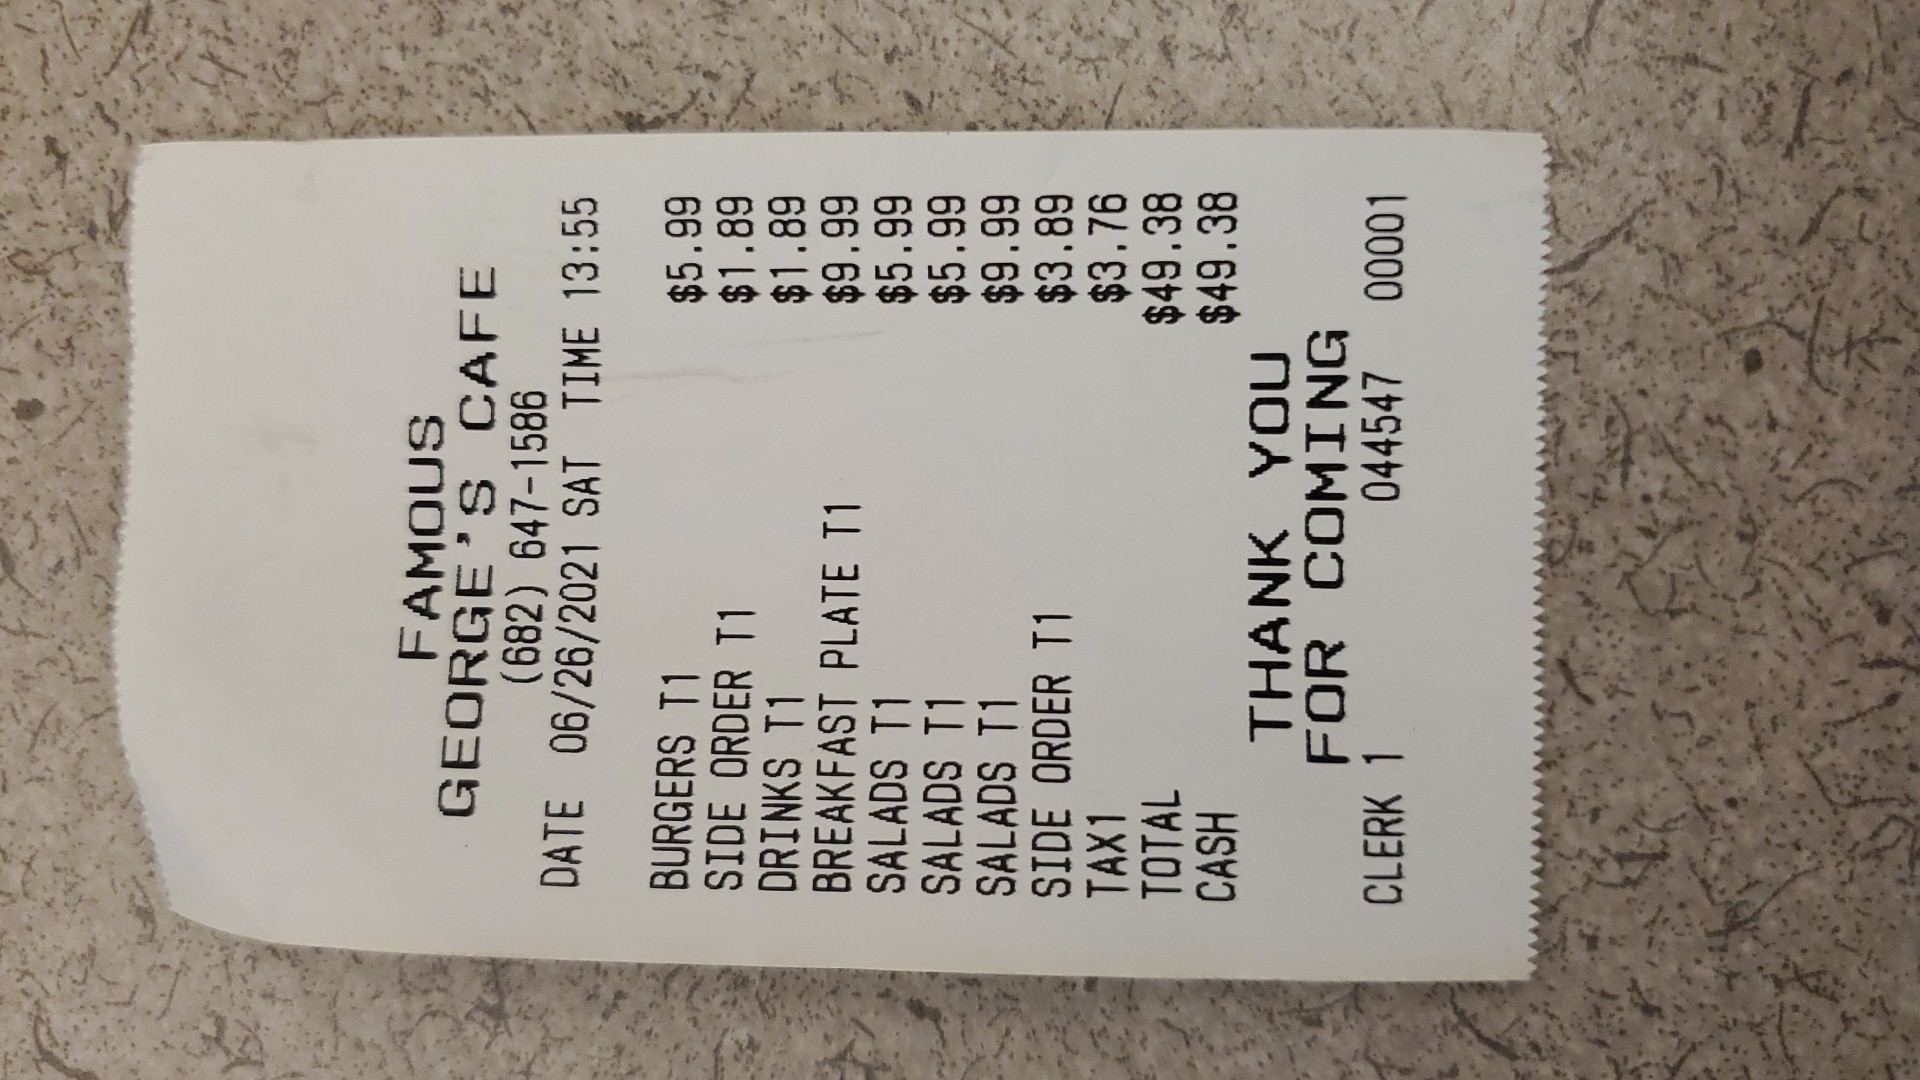 FAMOUS
GEORGE'S CAFE
(682) 647-1586
DATE 06/26/2021 SAT TIME 13:55
BURGERS T1 $5.99
SIDE ORDER T1 $1.89
DRINKS T1 $1.89
BREAKFAST PLATE T1 $9.99
SALADS T1 $5.99
SALADS T1 $5.99
SALADS T1 $9.99
SIDE ORDER T1 $3.89
TAX1 $3.76
TOTAL $49.38
CASH $49.38
THANK YOU
FOR COMING
CLERK 1 044547 00001